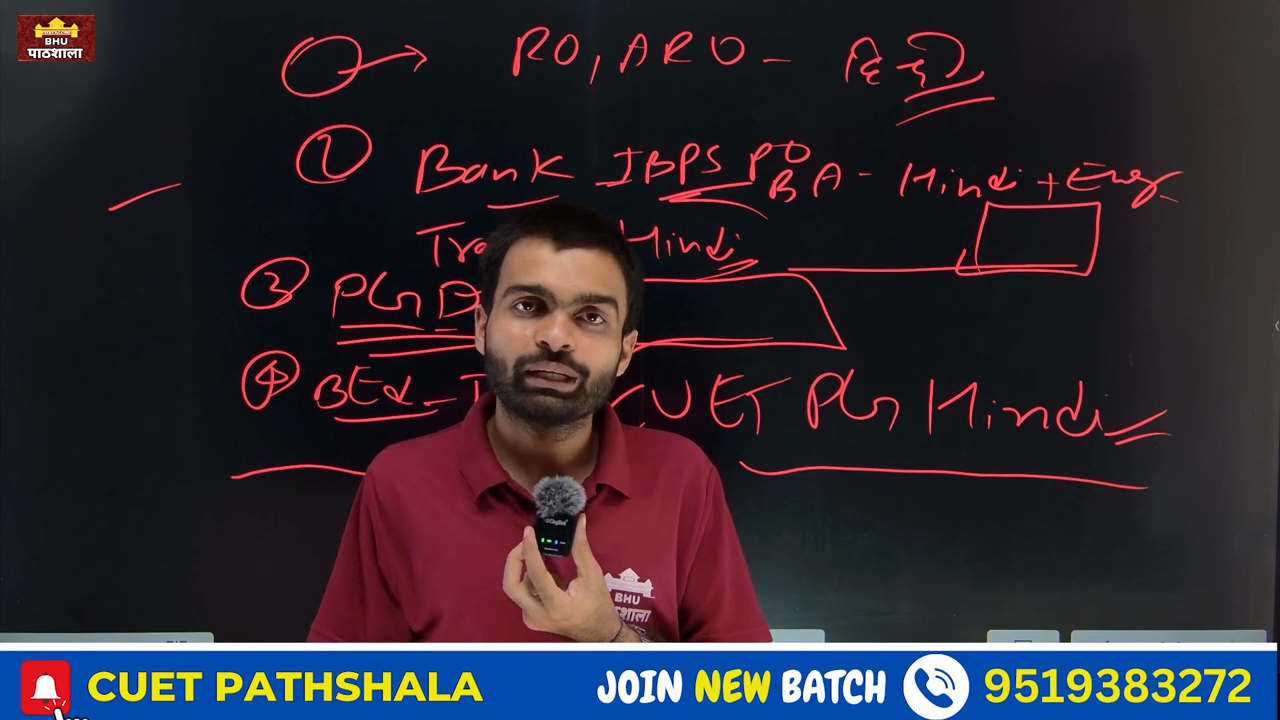 BHU
पाठशाला
RO, ARO - हिन्दी
① Bank IBPS PO
BA - Hindi + Eng
Hindi
③ PG D
④ BEd - CUET PG Hindi
BHU
CUET PATHSHALA JOIN NEW BATCH 9519383272